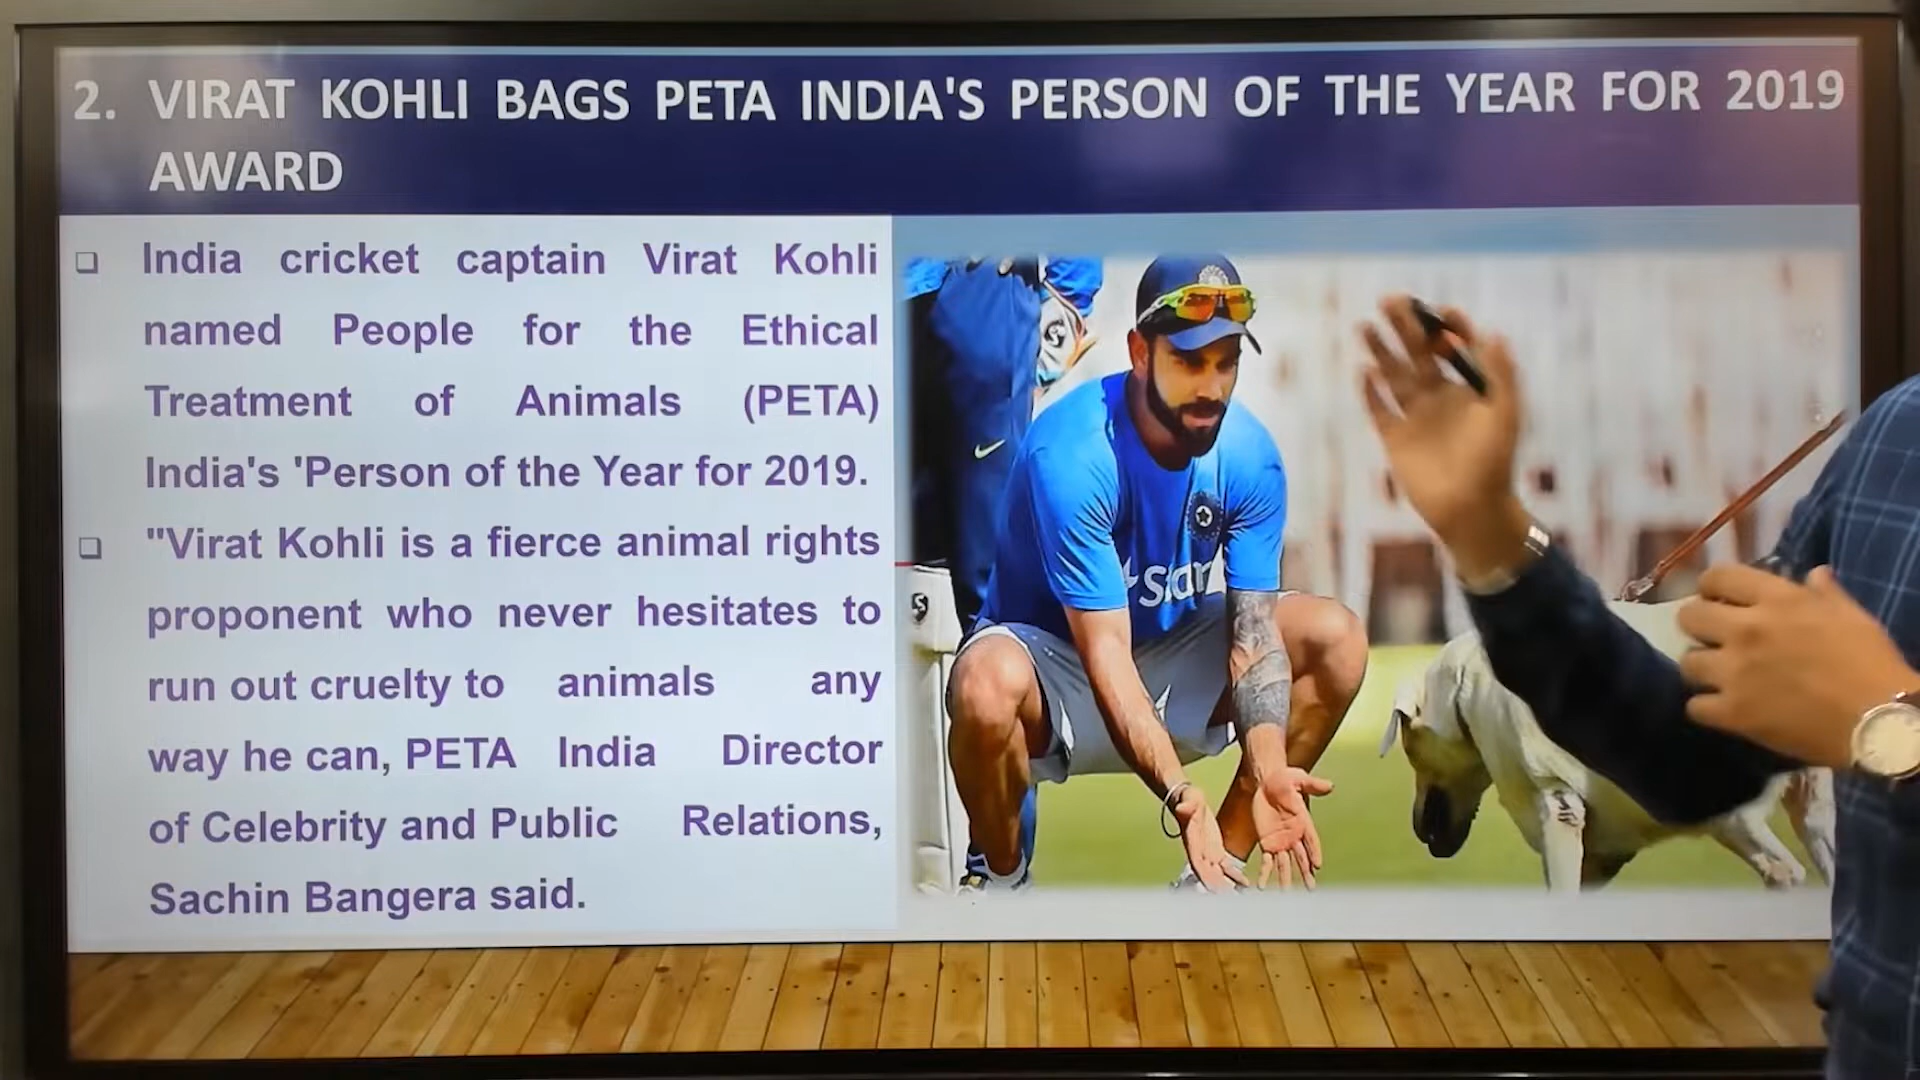 2. VIRAT KOHLI BAGS PETA INDIA'S PERSON OF THE YEAR FOR 2019
AWARD
India cricket captain Virat Kohli
named People for the Ethical
Treatment of Animals (PETA)
India's 'Person of the Year for 2019.
"Virat Kohli is a fierce animal rights
proponent who never hesitates to
run out cruelty to animals any
way he can, PETA India Director
of Celebrity and Public Relations,
Sachin Bangera said.
Star